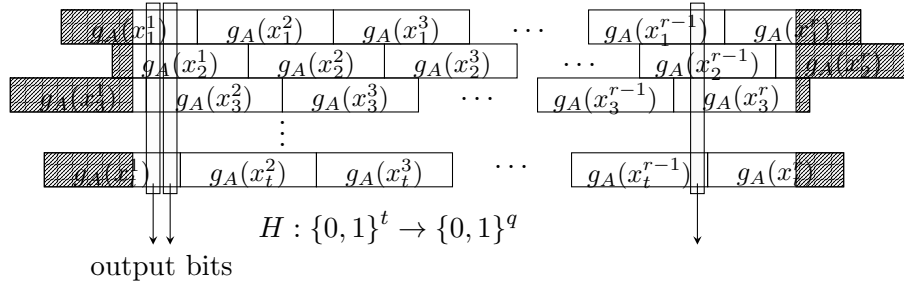 g_A(x_1^1) g_A(x_1^2) g_A(x_1^3) ⋯ g_A(x_1^{r-1}) g_A(x_1^r)
g_A(x_2^1) g_A(x_2^2) g_A(x_2^3) ⋯ g_A(x_2^{r-1}) g_A(x_2^r)
g_A(x_3^1) g_A(x_3^2) g_A(x_3^3) ⋯ g_A(x_3^{r-1}) g_A(x_3^r)
⋮
g_A(x_t^1) g_A(x_t^2) g_A(x_t^3) ⋯ g_A(x_t^{r-1}) g_A(x_t^r)
H : {0, 1}^t → {0, 1}^q
output bits